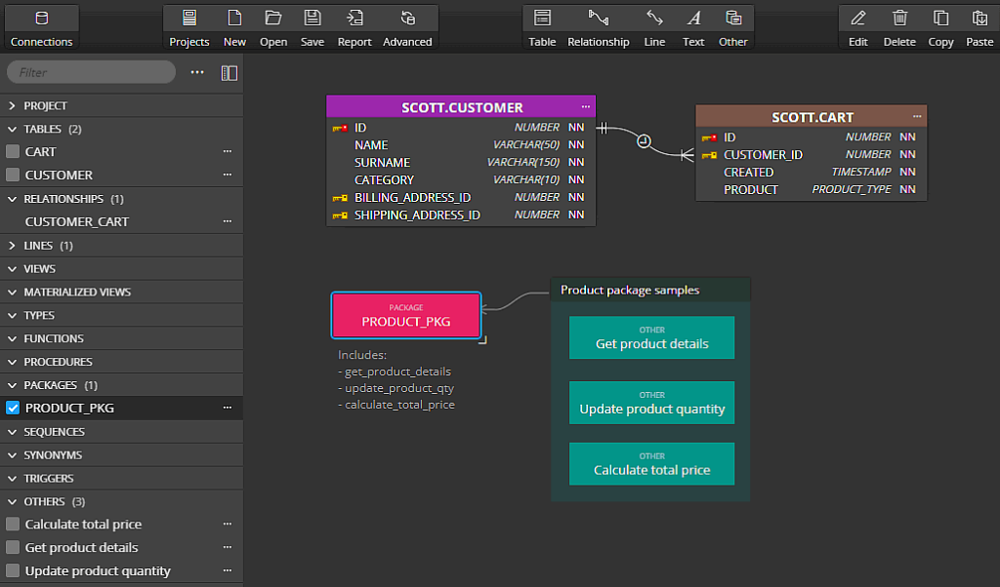 Connections
Projects New Open Save Report Advanced
Table Relationship Line Text Other
Edit Delete Copy Paste
Filter
PROJECT
TABLES (2)
CART
CUSTOMER
RELATIONSHIPS (1)
CUSTOMER_CART
LINES (1)
VIEWS
MATERIALIZED VIEWS
TYPES
FUNCTIONS
PROCEDURES
PACKAGES (1)
PRODUCT_PKG
SEQUENCES
SYNONYMS
TRIGGERS
OTHERS (3)
Calculate total price
Get product details
Update product quantity
SCOTT.CUSTOMER
ID NUMBER NN
NAME VARCHAR(50) NN
SURNAME VARCHAR(150) NN
CATEGORY VARCHAR(10) NN
BILLING_ADDRESS_ID NUMBER NN
SHIPPING_ADDRESS_ID NUMBER NN
SCOTT.CART
ID NUMBER NN
CUSTOMER_ID NUMBER NN
CREATED TIMESTAMP NN
PRODUCT PRODUCT_TYPE NN
PACKAGE
PRODUCT_PKG
Includes:
- get_product_details
- update_product_qty
- calculate_total_price
Product package samples
OTHER
Get product details
OTHER
Update product quantity
OTHER
Calculate total price